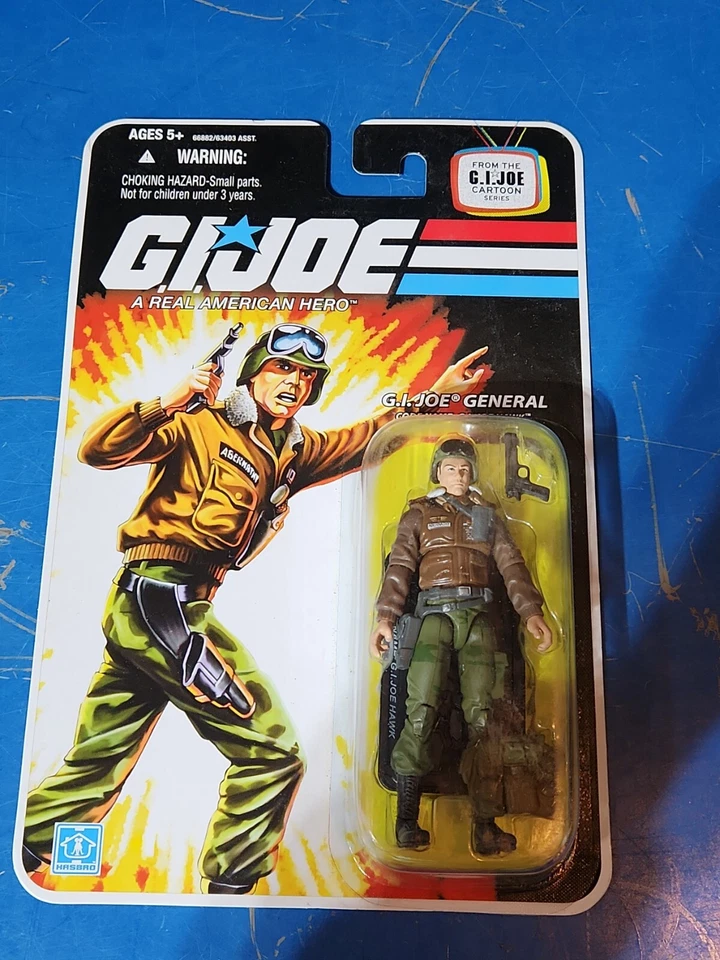 AGES 5+ 66882/63403 ASST.
WARNING:
CHOKING HAZARD-Small parts.
Not for children under 3 years.
FROM THE
G.I.JOE
CARTOON
SERIES
G.I.JOE
A REAL AMERICAN HERO™
G.I. JOE® GENERAL
ABERNATHY
G.I.JOE HAWK
HASBRO